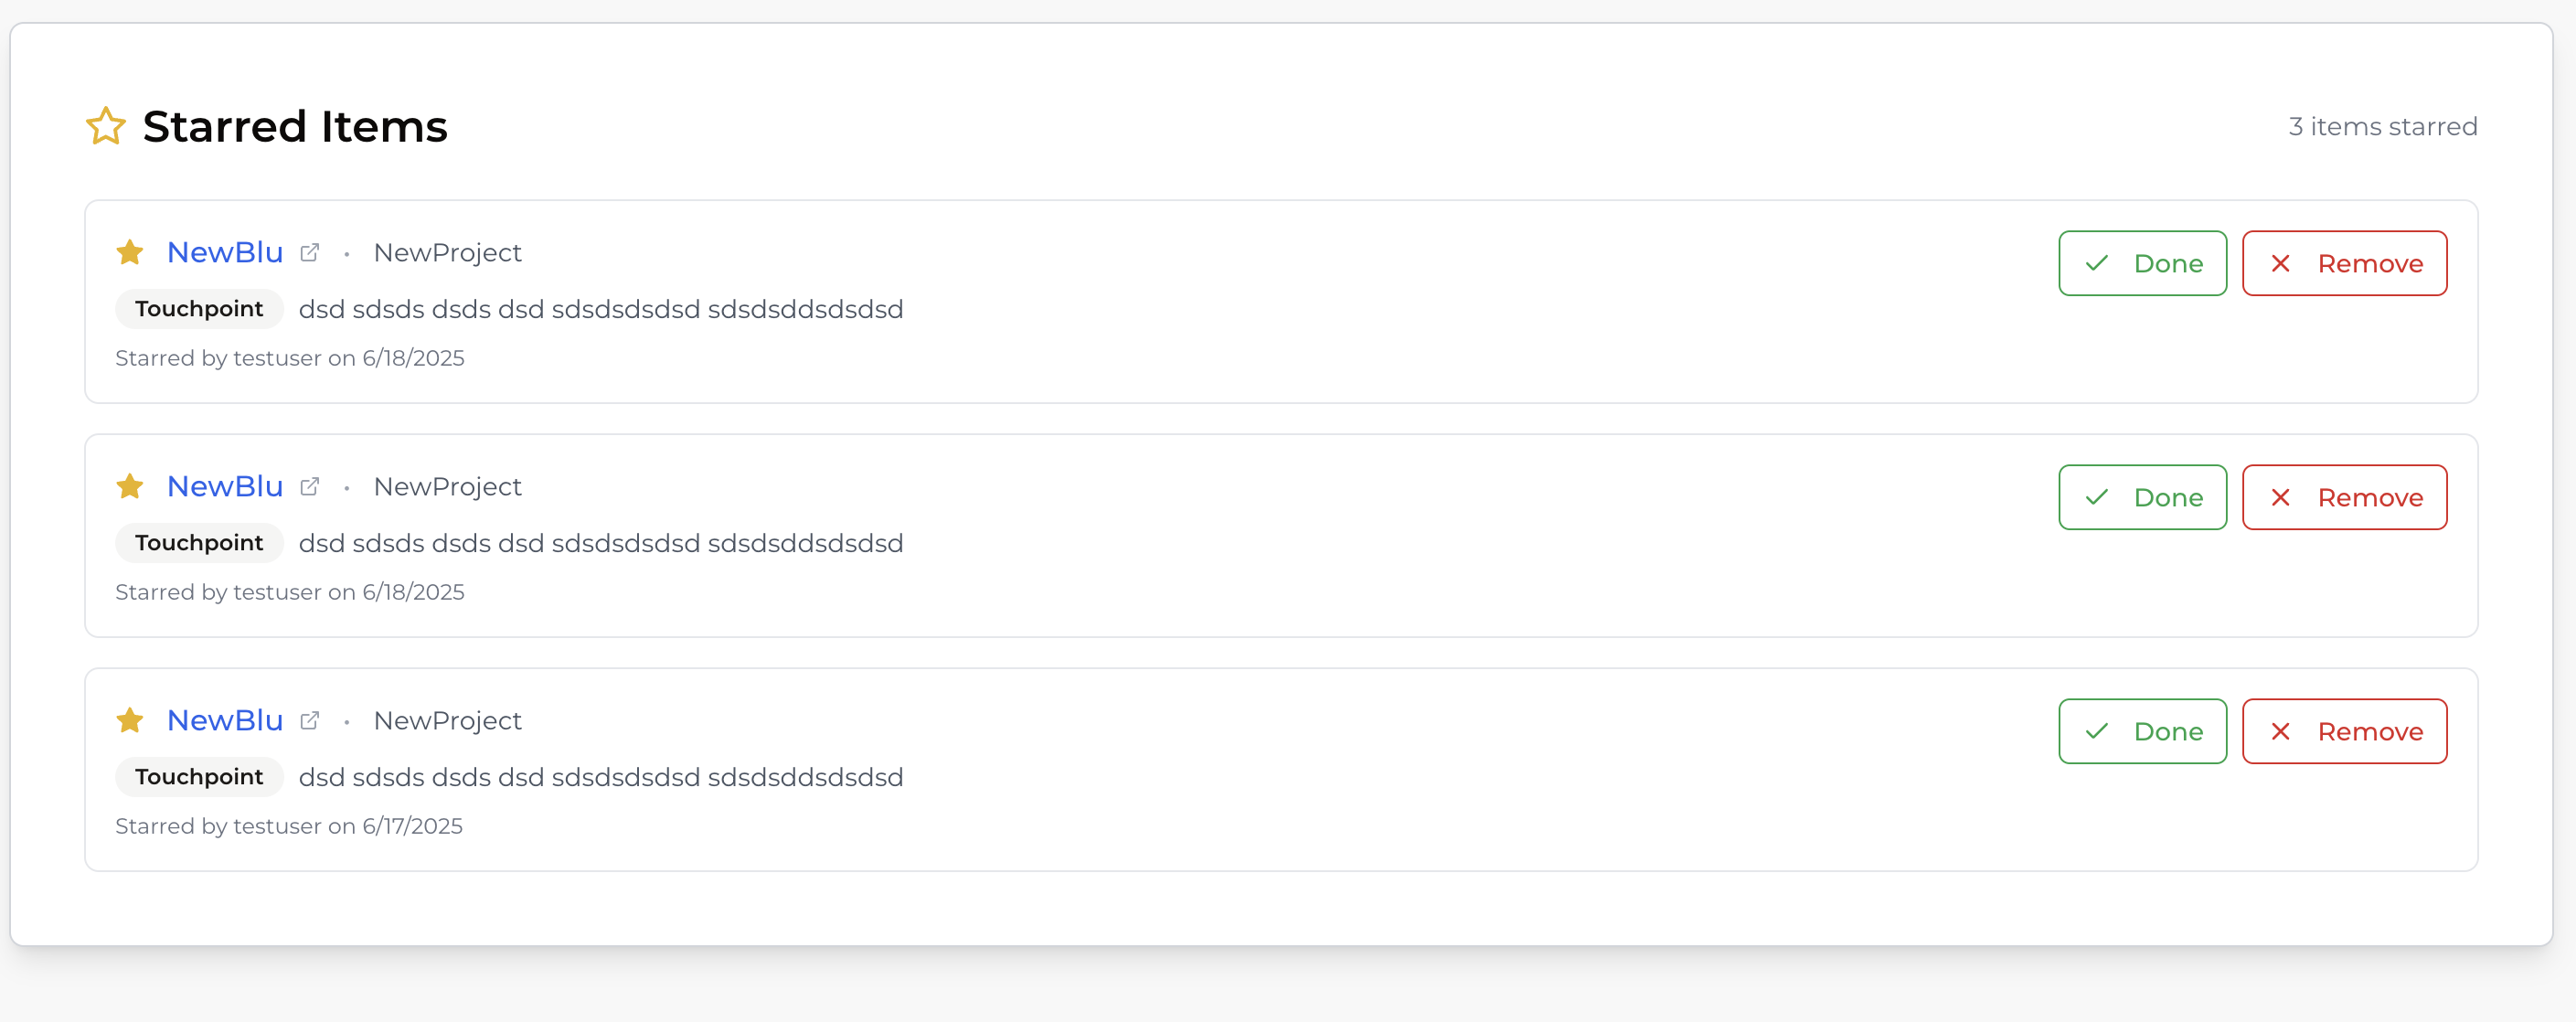 Starred Items
3 items starred
NewBlu · NewProject
Done
Remove
Touchpoint dsd sdsds dsds dsd sdsdsdsdsd sdsdsddsdsdsd
Starred by testuser on 6/18/2025
NewBlu · NewProject
Done
Remove
Touchpoint dsd sdsds dsds dsd sdsdsdsdsd sdsdsddsdsdsd
Starred by testuser on 6/18/2025
NewBlu · NewProject
Done
Remove
Touchpoint dsd sdsds dsds dsd sdsdsdsdsd sdsdsddsdsdsd
Starred by testuser on 6/17/2025